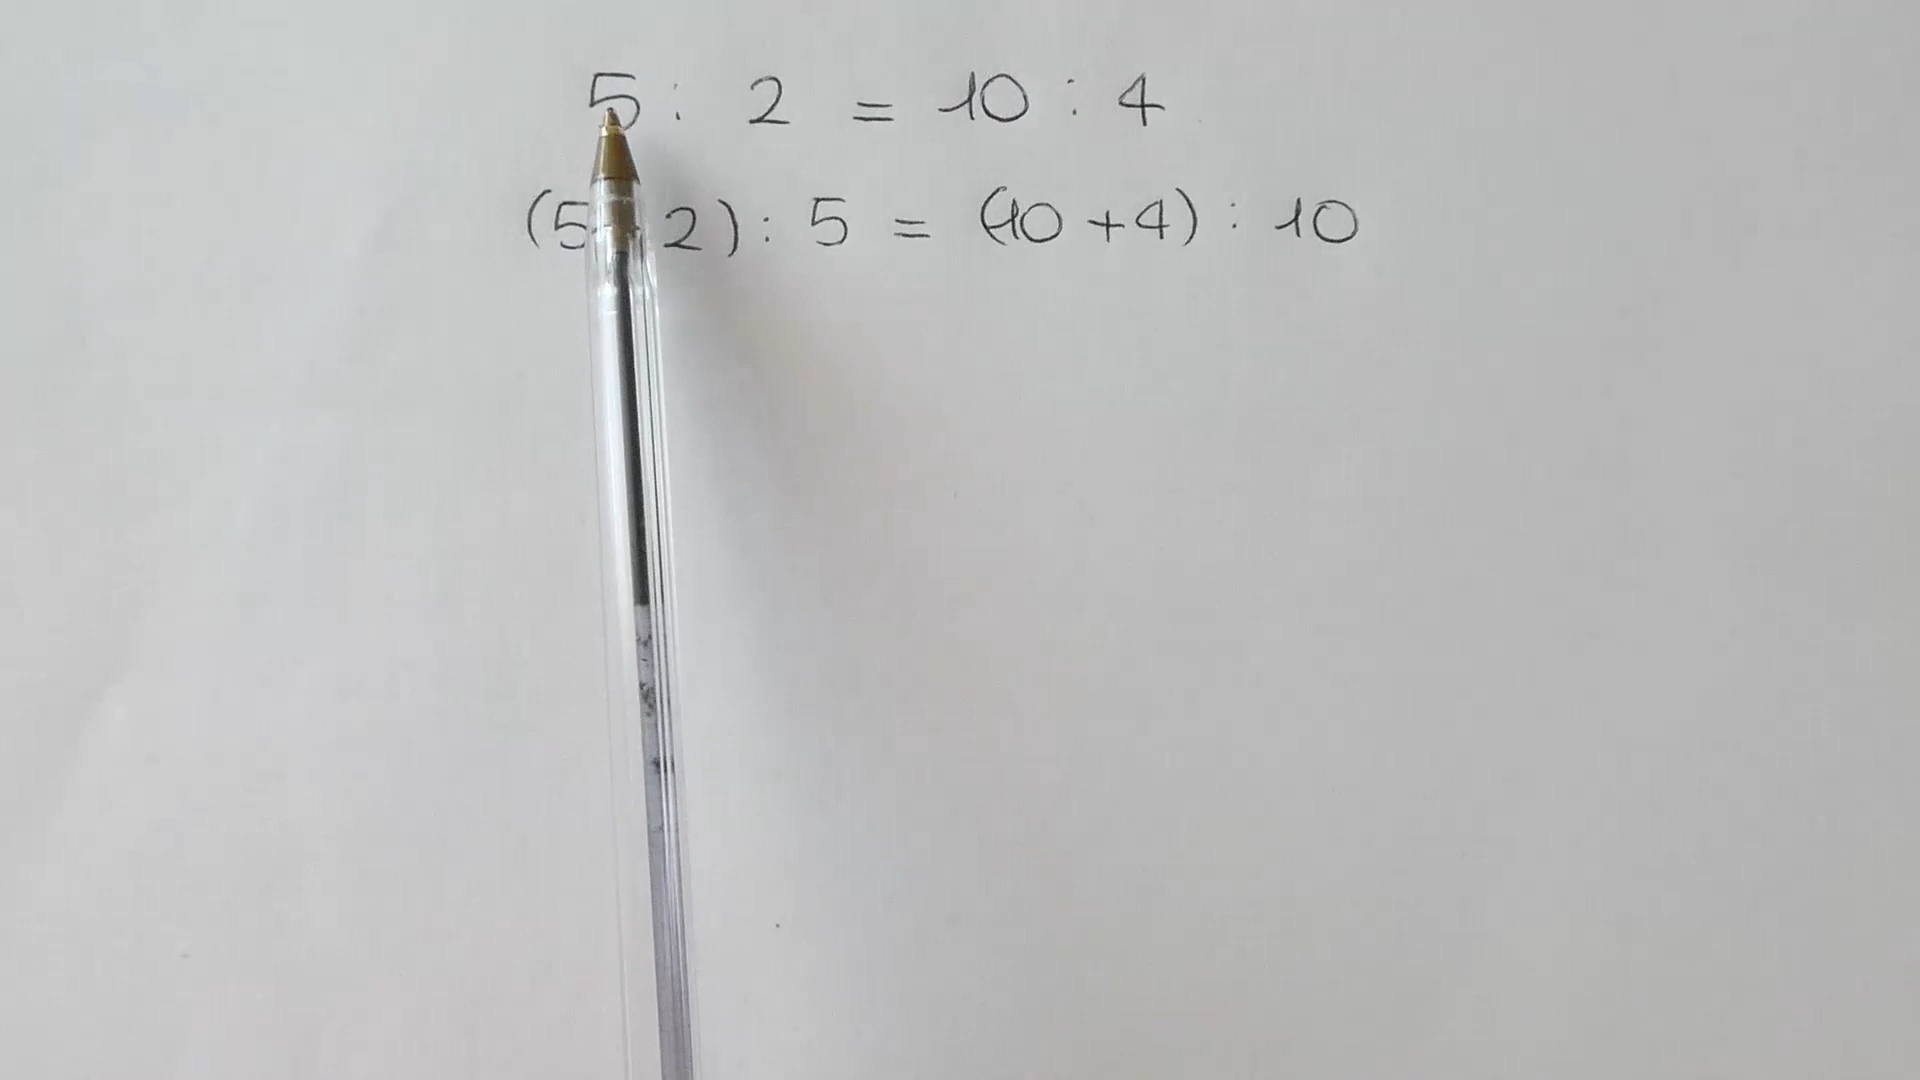 5 : 2 = 10 : 4
(5 2) : 5 = (10 + 4) : 10